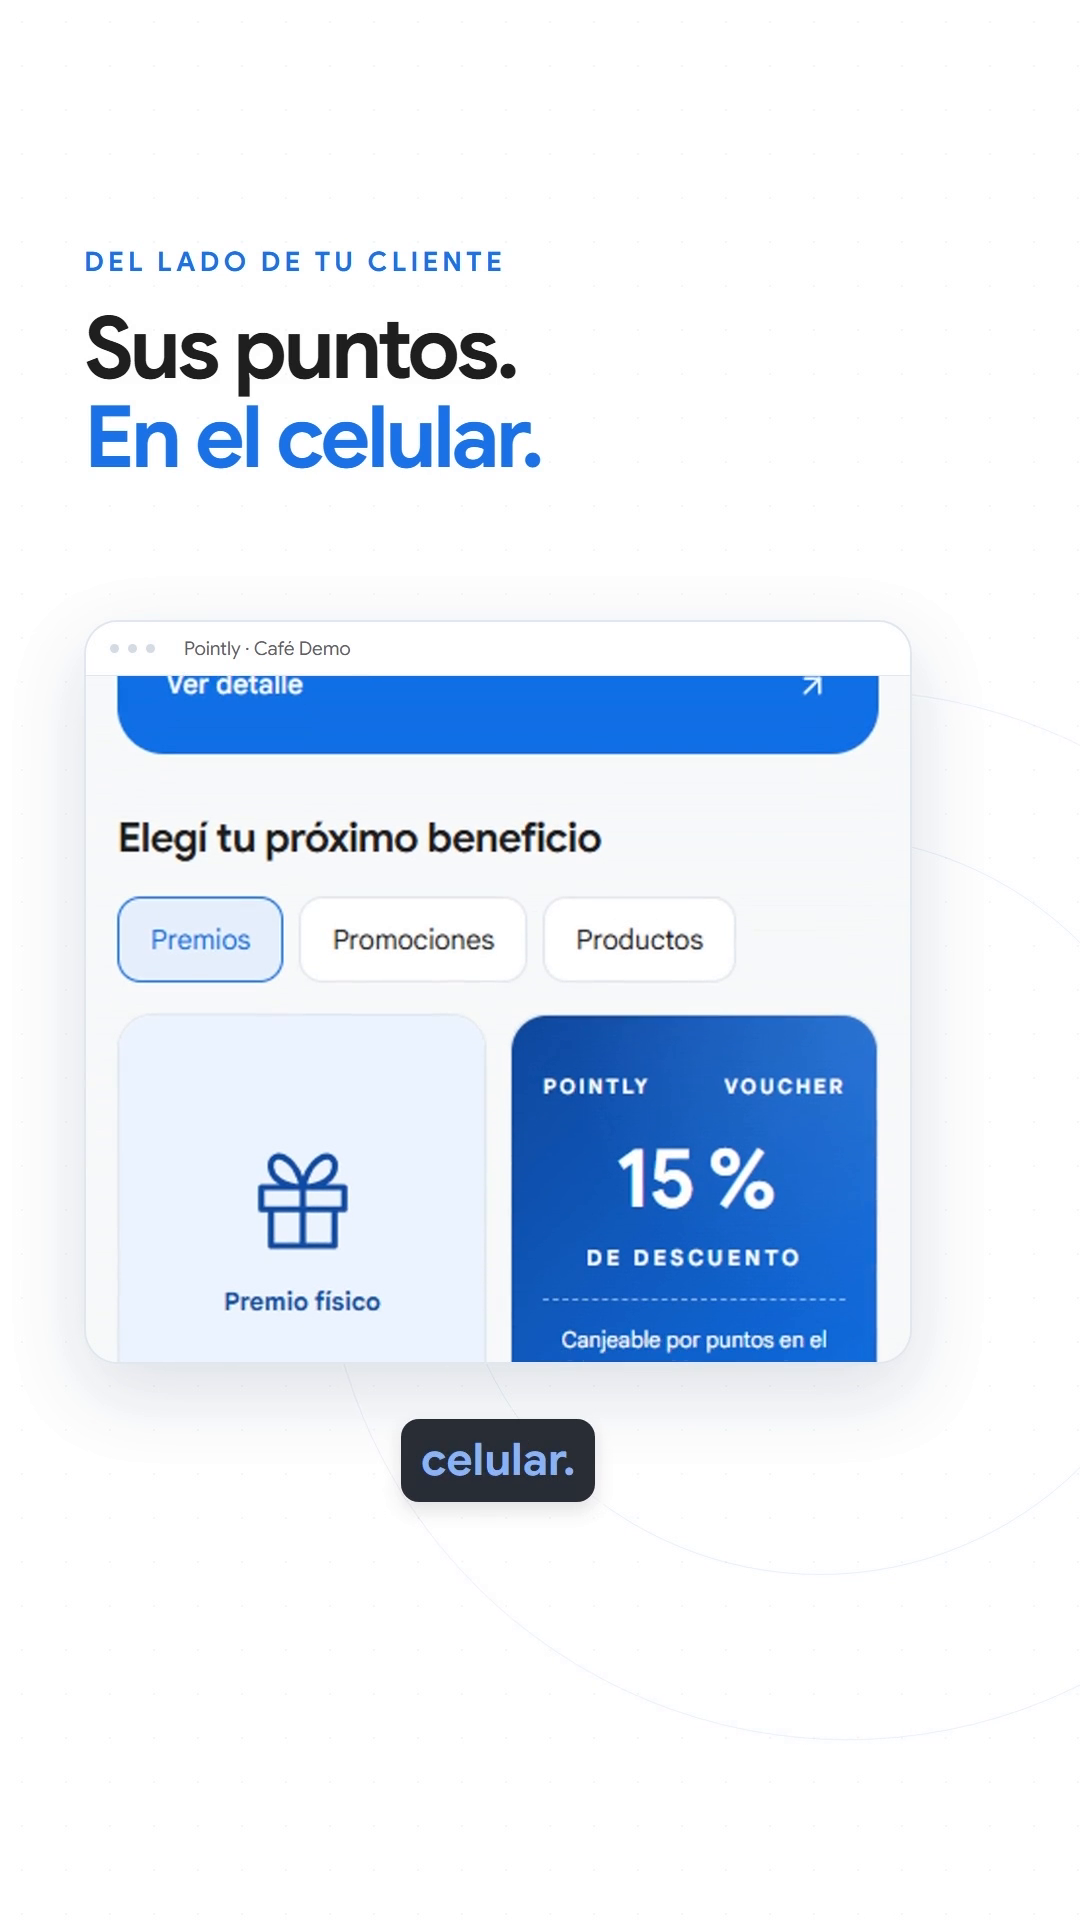 DEL LADO DE TU CLIENTE
Sus puntos.
En el celular.
Pointly · Café Demo
Ver detalle
Elegí tu próximo beneficio
Premios
Promociones
Productos
Premio físico
POINTLY VOUCHER
15 %
DE DESCUENTO
Canjeable por puntos en el
celular.